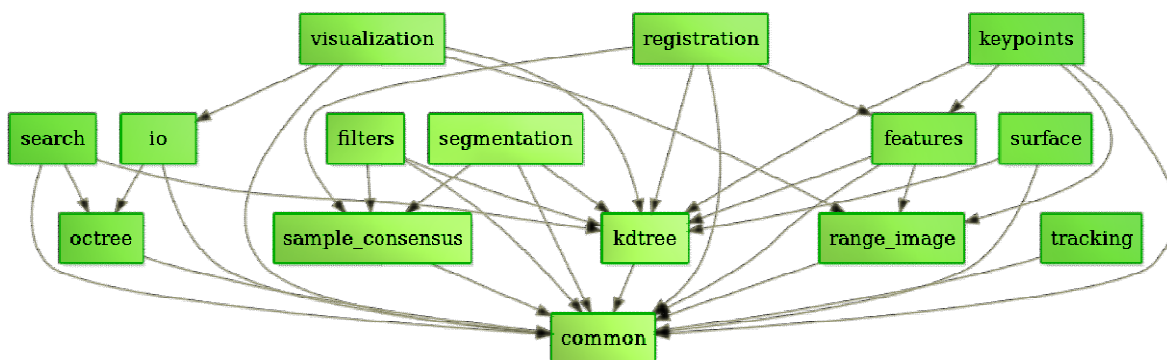 visualization
registration
keypoints
search
io
filters
segmentation
features
surface
octree
sample_consensus
kdtree
range_image
tracking
common